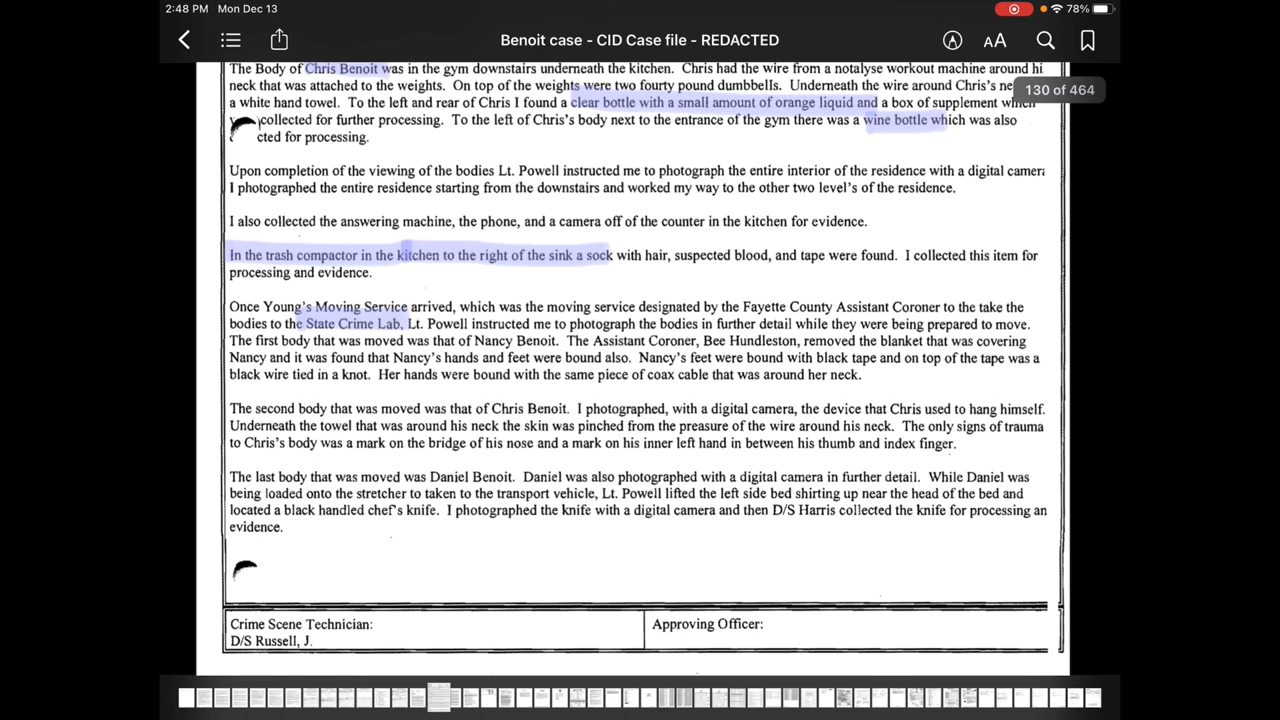 2:48 PM Mon Dec 13
78%
Benoit case - CID Case file - REDACTED
AA
130 of 464
The Body of Chris Benoit was in the gym downstairs underneath the kitchen. Chris had the wire from a notalyse workout machine around hi
neck that was attached to the weights. On top of the weights were two fourty pound dumbbells. Underneath the wire around Chris's ne
a white hand towel. To the left and rear of Chris I found a clear bottle with a small amount of orange liquid and a box of supplement which
collected for further processing. To the left of Chris's body next to the entrance of the gym there was a wine bottle which was also
cted for processing.
Upon completion of the viewing of the bodies Lt. Powell instructed me to photograph the entire interior of the residence with a digital camera
I photographed the entire residence starting from the downstairs and worked my way to the other two level's of the residence.
I also collected the answering machine, the phone, and a camera off of the counter in the kitchen for evidence.
In the trash compactor in the kitchen to the right of the sink a sock with hair, suspected blood, and tape were found. I collected this item for
processing and evidence.
Once Young's Moving Service arrived, which was the moving service designated by the Fayette County Assistant Coroner to the take the
bodies to the State Crime Lab, Lt. Powell instructed me to photograph the bodies in further detail while they were being prepared to move.
The first body that was moved was that of Nancy Benoit. The Assistant Coroner, Bee Hundleston, removed the blanket that was covering
Nancy and it was found that Nancy's hands and feet were bound also. Nancy's feet were bound with black tape and on top of the tape was a
black wire tied in a knot. Her hands were bound with the same piece of coax cable that was around her neck.
The second body that was moved was that of Chris Benoit. I photographed, with a digital camera, the device that Chris used to hang himself.
Underneath the towel that was around his neck the skin was pinched from the preasure of the wire around his neck. The only signs of trauma
to Chris's body was a mark on the bridge of his nose and a mark on his inner left hand in between his thumb and index finger.
The last body that was moved was Daniel Benoit. Daniel was also photographed with a digital camera in further detail. While Daniel was
being loaded onto the stretcher to taken to the transport vehicle, Lt. Powell lifted the left side bed shirting up near the head of the bed and
located a black handled chef's knife. I photographed the knife with a digital camera and then D/S Harris collected the knife for processing an
evidence.
Crime Scene Technician:
D/S Russell, J.
Approving Officer: